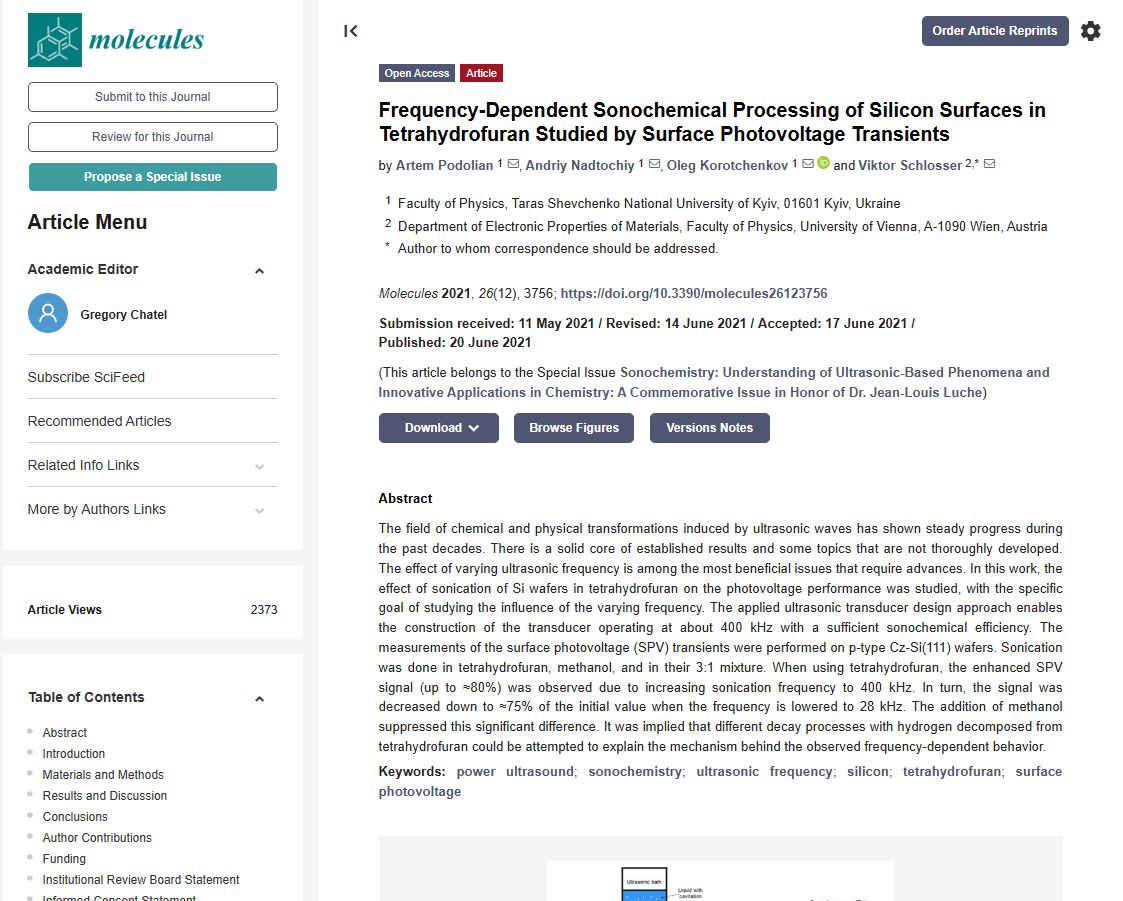 molecules
Submit to this Journal
Review for this Journal
Propose a Special Issue
Article Menu
Academic Editor
Gregory Chatel
Subscribe SciFeed
Recommended Articles
Related Info Links
More by Authors Links
Article Views 2373
Table of Contents
Abstract
Introduction
Materials and Methods
Results and Discussion
Conclusions
Author Contributions
Funding
Institutional Review Board Statement
Informed Consent Statement
Order Article Reprints
Open Access Article
Frequency-Dependent Sonochemical Processing of Silicon Surfaces in
Tetrahydrofuran Studied by Surface Photovoltage Transients
by Artem Podolian 1, Andriy Nadtochiy 1, Oleg Korotchenkov 1 iD and Viktor Schlosser 2,*
1 Faculty of Physics, Taras Shevchenko National University of Kyiv, 01601 Kyiv, Ukraine
2 Department of Electronic Properties of Materials, Faculty of Physics, University of Vienna, A-1090 Wien, Austria
* Author to whom correspondence should be addressed.
Molecules 2021, 26(12), 3756; https://doi.org/10.3390/molecules26123756
Submission received: 11 May 2021 / Revised: 14 June 2021 / Accepted: 17 June 2021 /
Published: 20 June 2021
(This article belongs to the Special Issue Sonochemistry: Understanding of Ultrasonic-Based Phenomena and
Innovative Applications in Chemistry: A Commemorative Issue in Honor of Dr. Jean-Louis Luche)
Download
Browse Figures
Versions Notes
Abstract
The field of chemical and physical transformations induced by ultrasonic waves has shown steady progress during
the past decades. There is a solid core of established results and some topics that are not thoroughly developed.
The effect of varying ultrasonic frequency is among the most beneficial issues that require advances. In this work, the
effect of sonication of Si wafers in tetrahydrofuran on the photovoltage performance was studied, with the specific
goal of studying the influence of the varying frequency. The applied ultrasonic transducer design approach enables
the construction of the transducer operating at about 400 kHz with a sufficient sonochemical efficiency. The
measurements of the surface photovoltage (SPV) transients were performed on p-type Cz-Si(111) wafers. Sonication
was done in tetrahydrofuran, methanol, and in their 3:1 mixture. When using tetrahydrofuran, the enhanced SPV
signal (up to ≈80%) was observed due to increasing sonication frequency to 400 kHz. In turn, the signal was
decreased down to ≈75% of the initial value when the frequency is lowered to 28 kHz. The addition of methanol
suppressed this significant difference. It was implied that different decay processes with hydrogen decomposed from
tetrahydrofuran could be attempted to explain the mechanism behind the observed frequency-dependent behavior.
Keywords: power ultrasound; sonochemistry; ultrasonic frequency; silicon; tetrahydrofuran; surface
photovoltage
Ultrasonic bath
Liquid with
cavitation